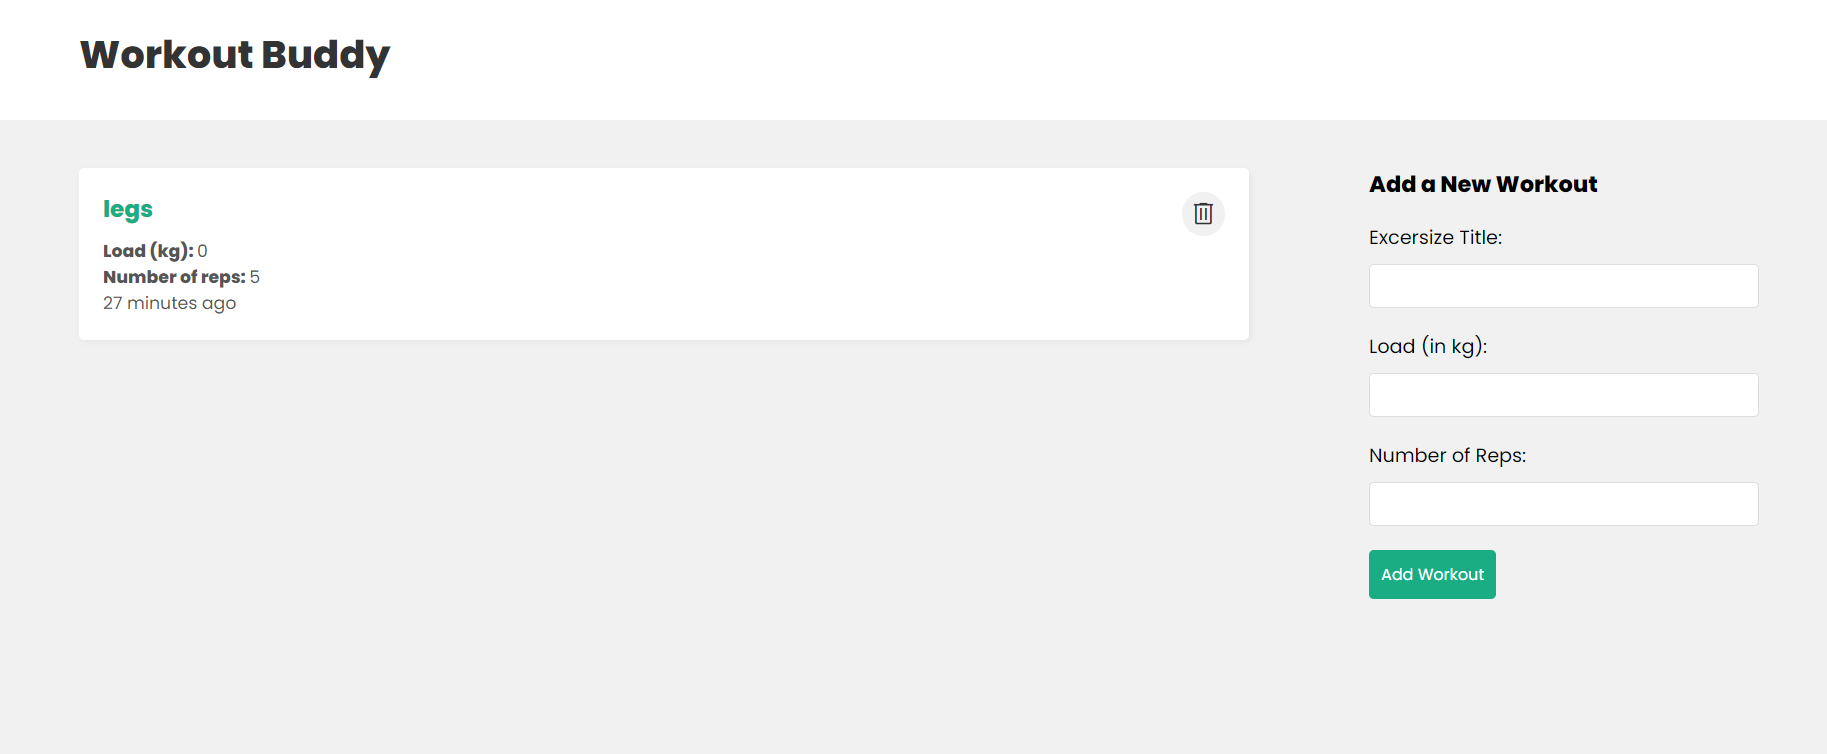 Workout Buddy
legs
Load (kg): 0
Number of reps: 5
27 minutes ago
Add a New Workout
Excersize Title:
Load (in kg):
Number of Reps:
Add Workout